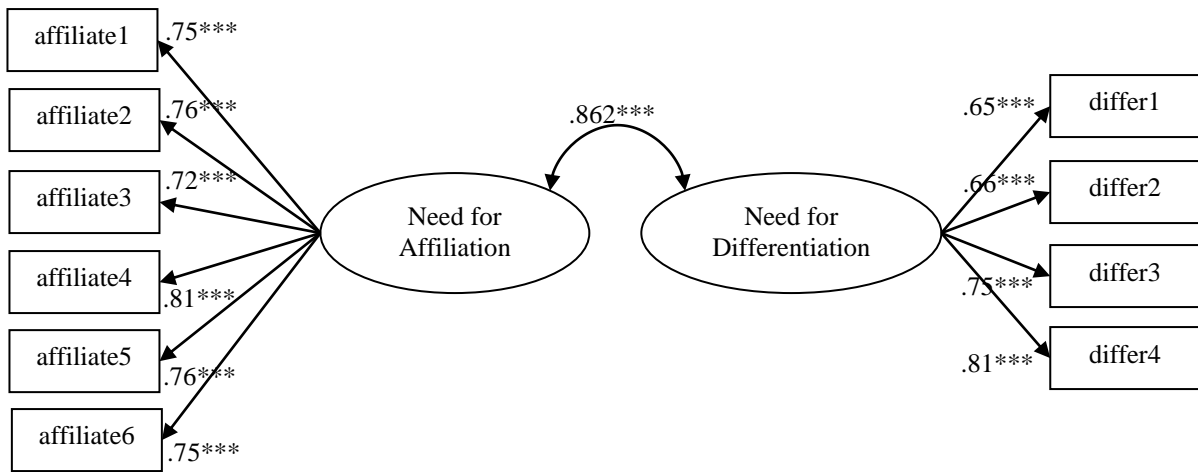 affiliate1
.75***
affiliate2
.76***
affiliate3
.72***
affiliate4
.81***
affiliate5
.76***
affiliate6
.75***
Need for
Affiliation
.862***
Need for
Differentiation
.65***
differ1
.66***
differ2
.75***
differ3
.81***
differ4